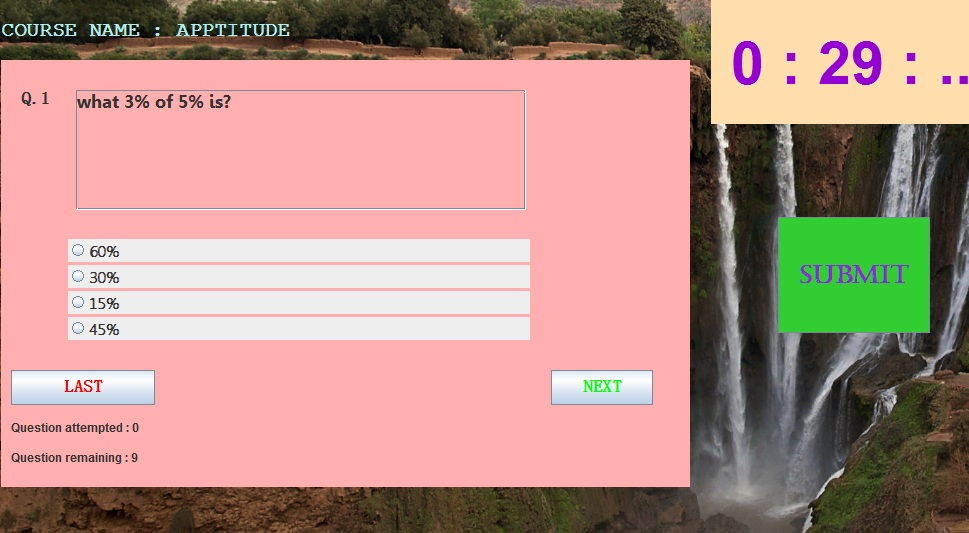 COURSE NAME : APPTITUDE
0 : 29 : ...
Q.1
what 3% of 5% is?
60%
30%
15%
45%
SUBMIT
LAST
NEXT
Question attempted : 0
Question remaining : 9